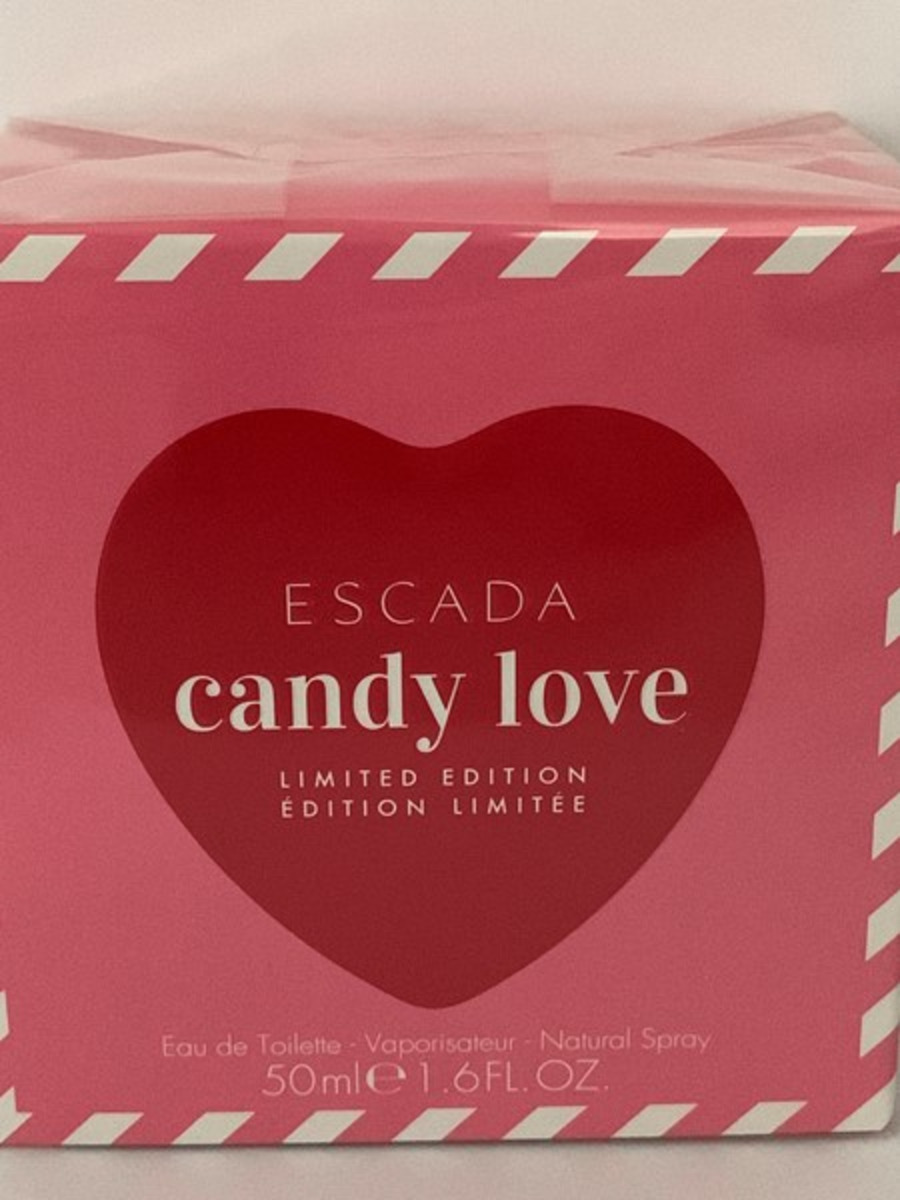 ESCADA
candy love
LIMITED EDITION
ÉDITION LIMITÉE
Eau de Toilette - Vaporisateur - Natural Spray
50ml℮1.6FL.OZ.